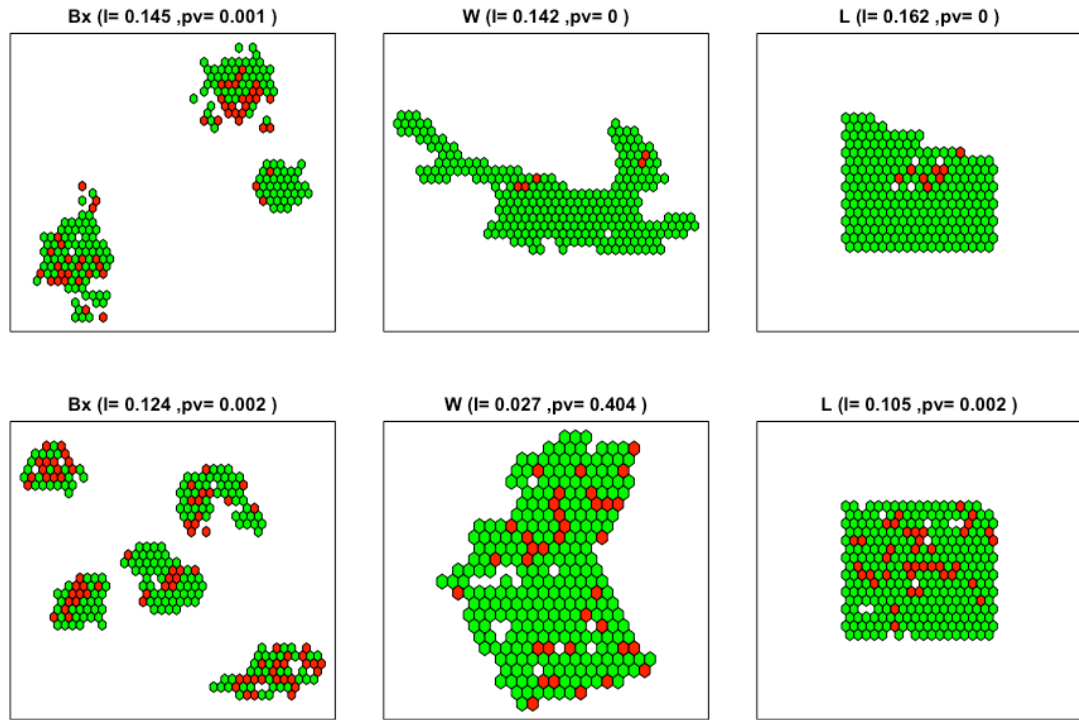 Bx (I= 0.145 ,pv= 0.001 )
W (I= 0.142 ,pv= 0 )
L (I= 0.162 ,pv= 0 )
Bx (I= 0.124 ,pv= 0.002 )
W (I= 0.027 ,pv= 0.404 )
L (I= 0.105 ,pv= 0.002 )